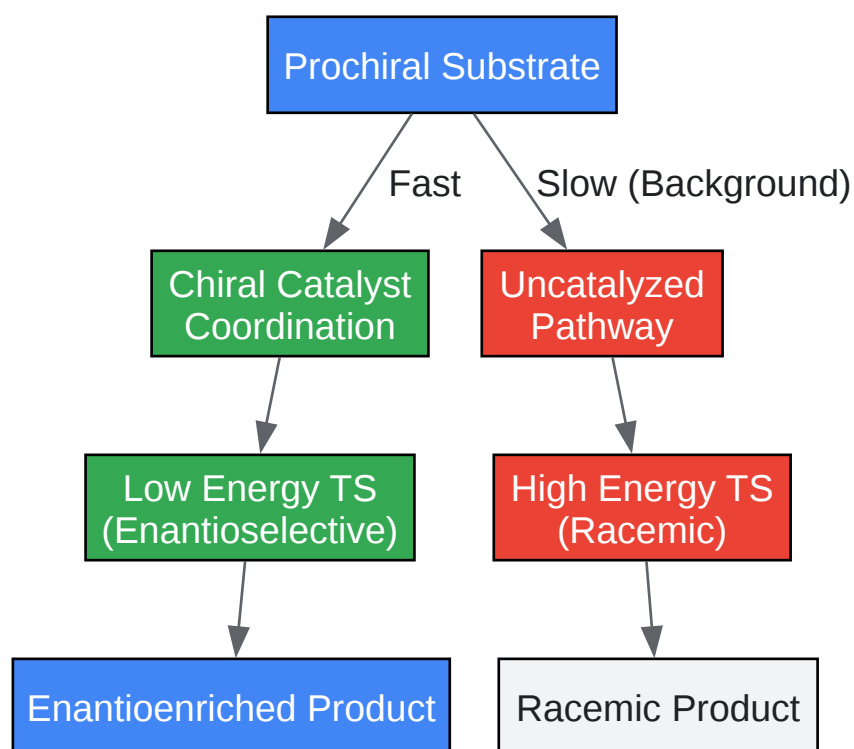 Prochiral Substrate
Fast
Slow (Background)
Chiral Catalyst
Coordination
Uncatalyzed
Pathway
Low Energy TS
(Enantioselective)
High Energy TS
(Racemic)
Enantioenriched Product
Racemic Product